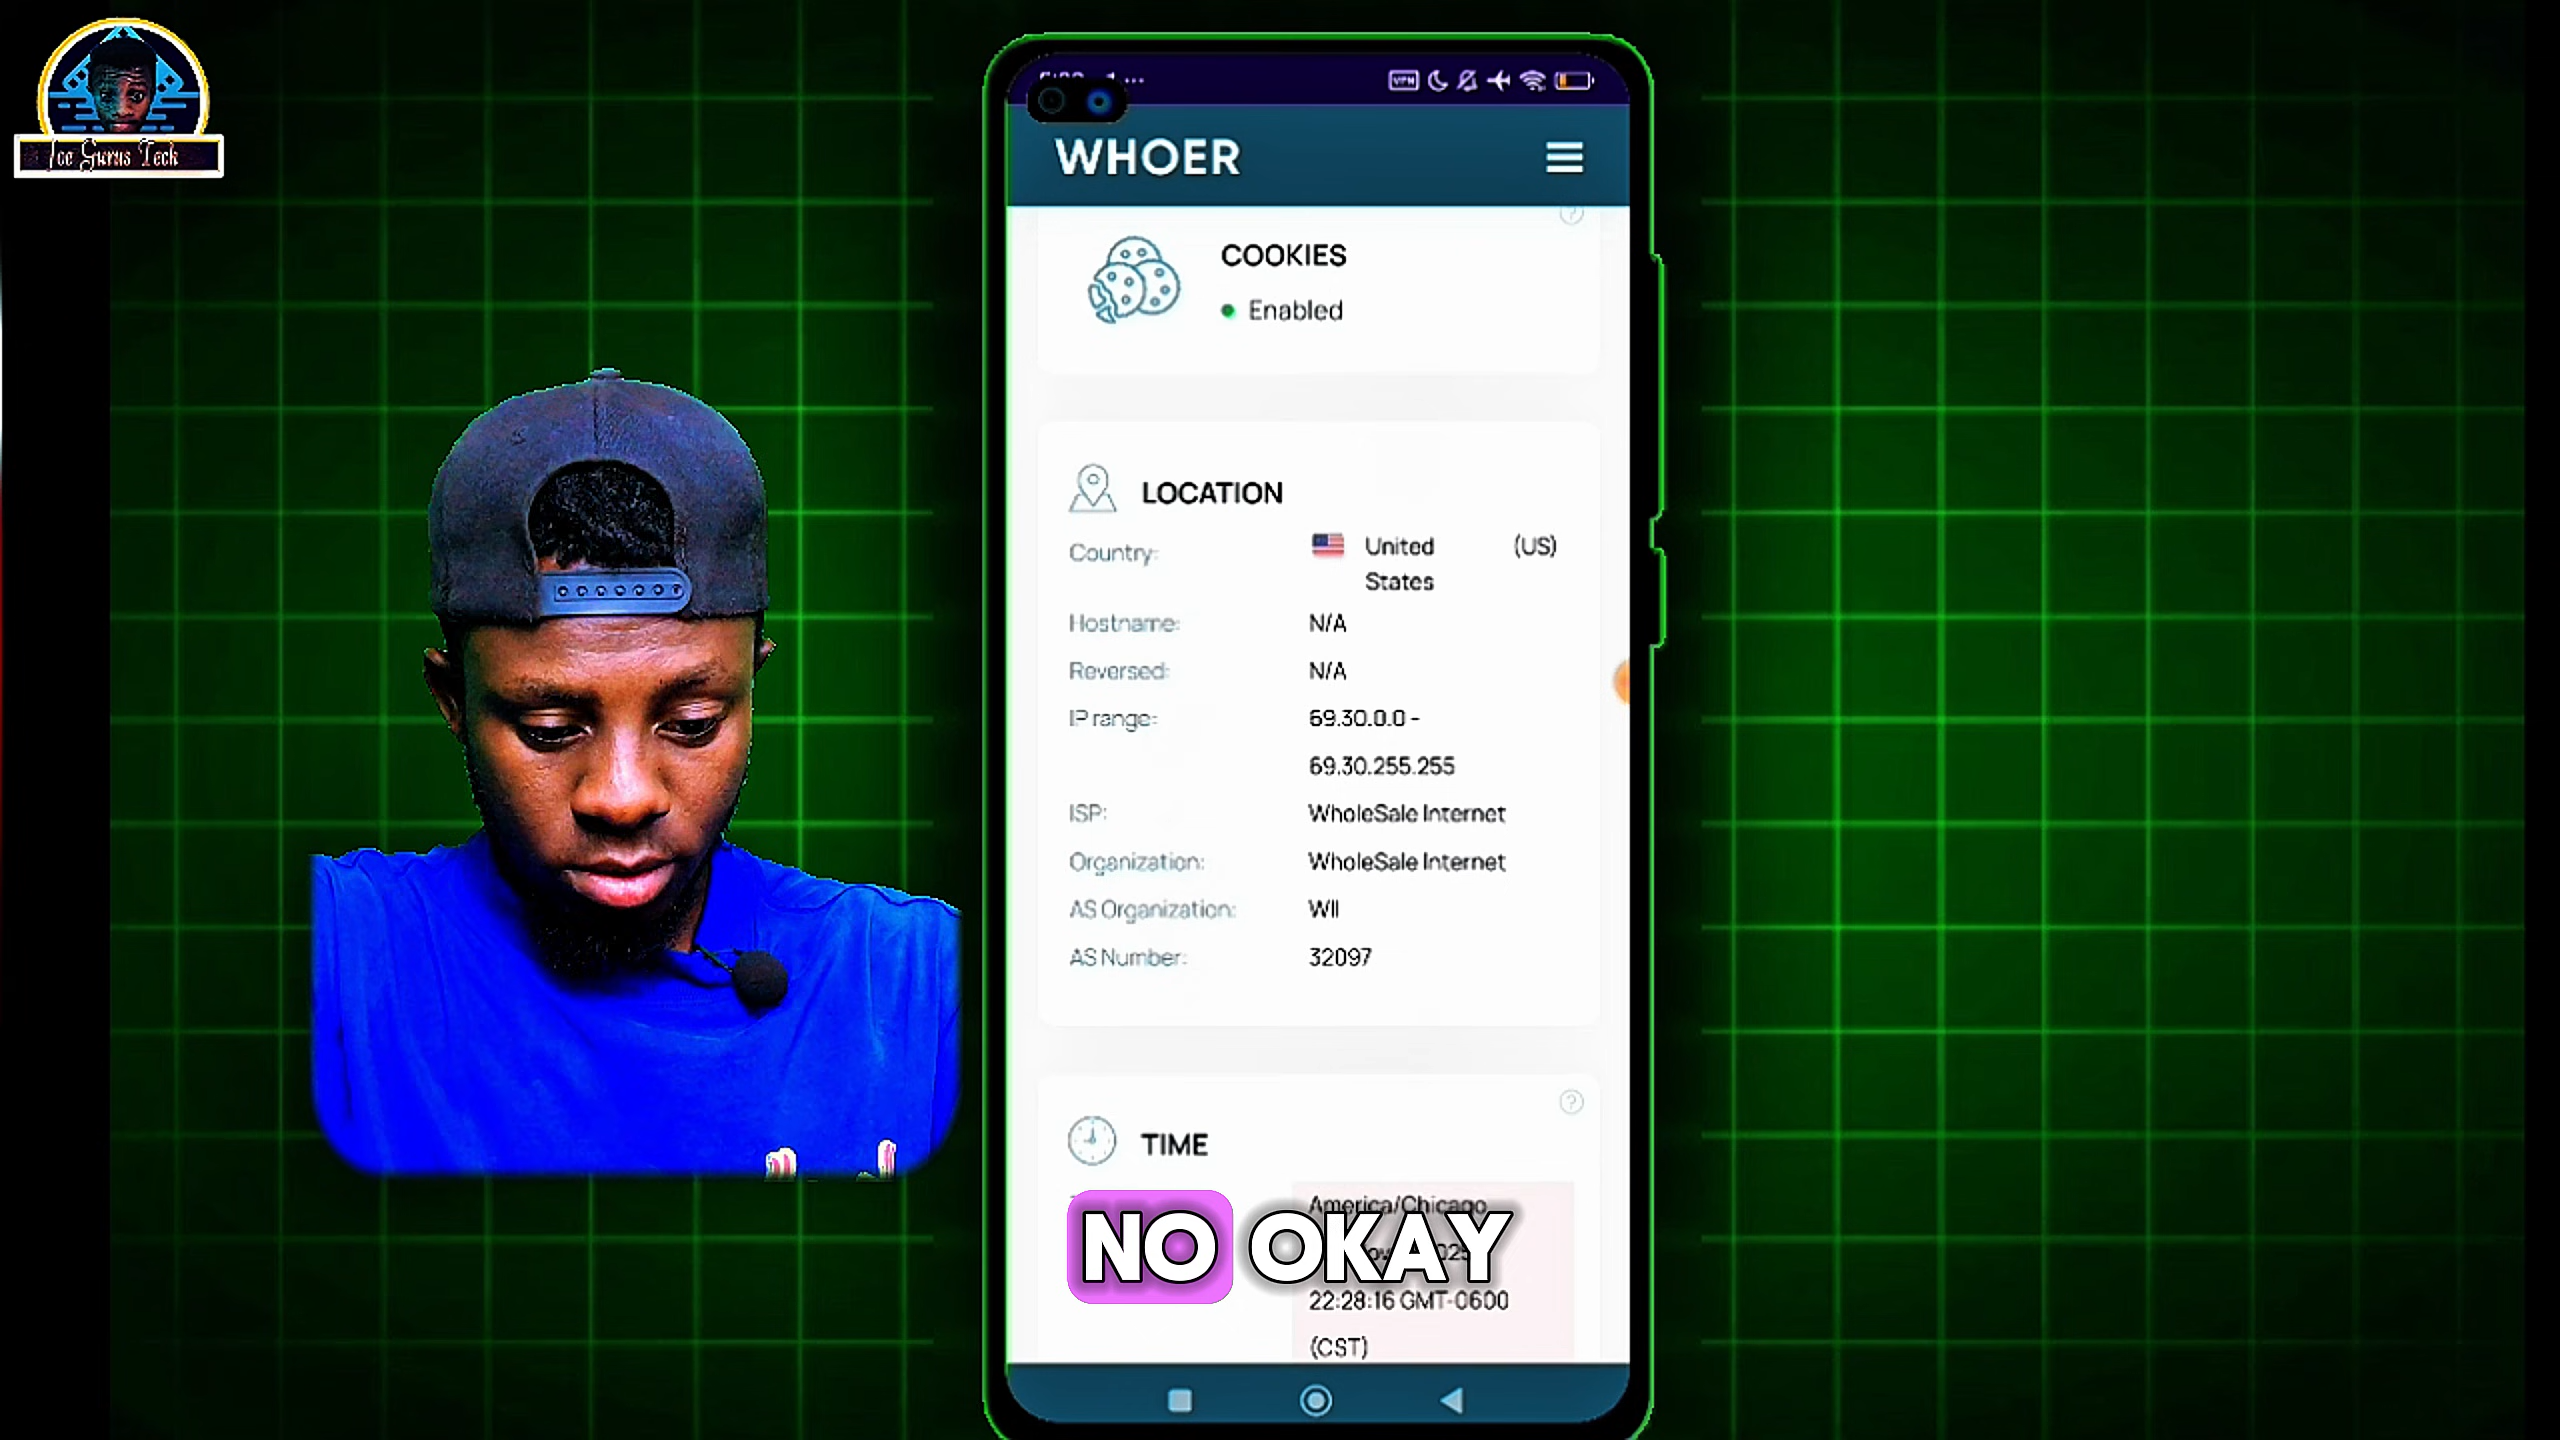 Ice Gurus Tech
VPN
WHOER
COOKIES
Enabled
LOCATION
Country: United States (US)
Hostname: N/A
Reversed: N/A
IP range: 69.30.0.0 -
69.30.255.255
ISP: WholeSale Internet
Organization: WholeSale Internet
AS Organization: WII
AS Number: 32097
TIME
America/Chicago
NO OKAY
22:28:16 GMT-0600
(CST)